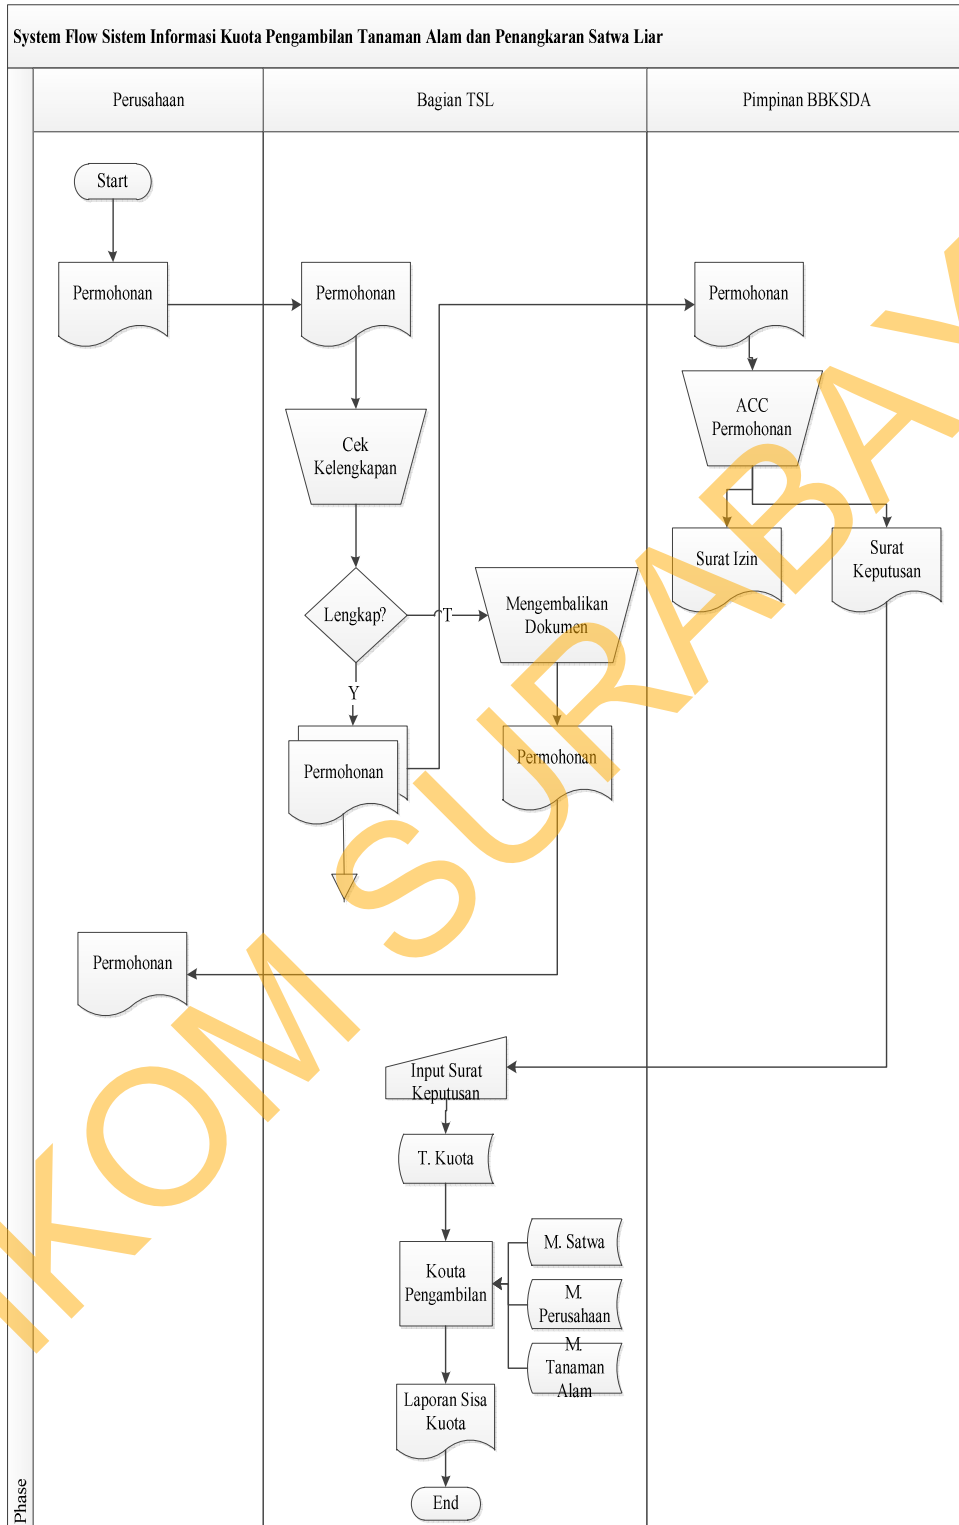 System Flow Sistem Informasi Kuota Pengambilan Tanaman Alam dan Penangkaran Satwa Liar
Perusahaan
Bagian TSL
Pimpinan BBKSDA
Start
Permohonan
Permohonan
Permohonan
Cek
Kelengkapan
ACC
Permohonan
Lengkap?
T
Mengembalikan
Dokumen
Surat Izin
Surat
Keputusan
Y
Permohonan
Permohonan
Permohonan
Input Surat
Keputusan
T. Kuota
Kouta
Pengambilan
M. Satwa
M.
Perusahaan
M.
Tanaman
Alam
Laporan Sisa
Kuota
End
Phase
IKOM SURABAY